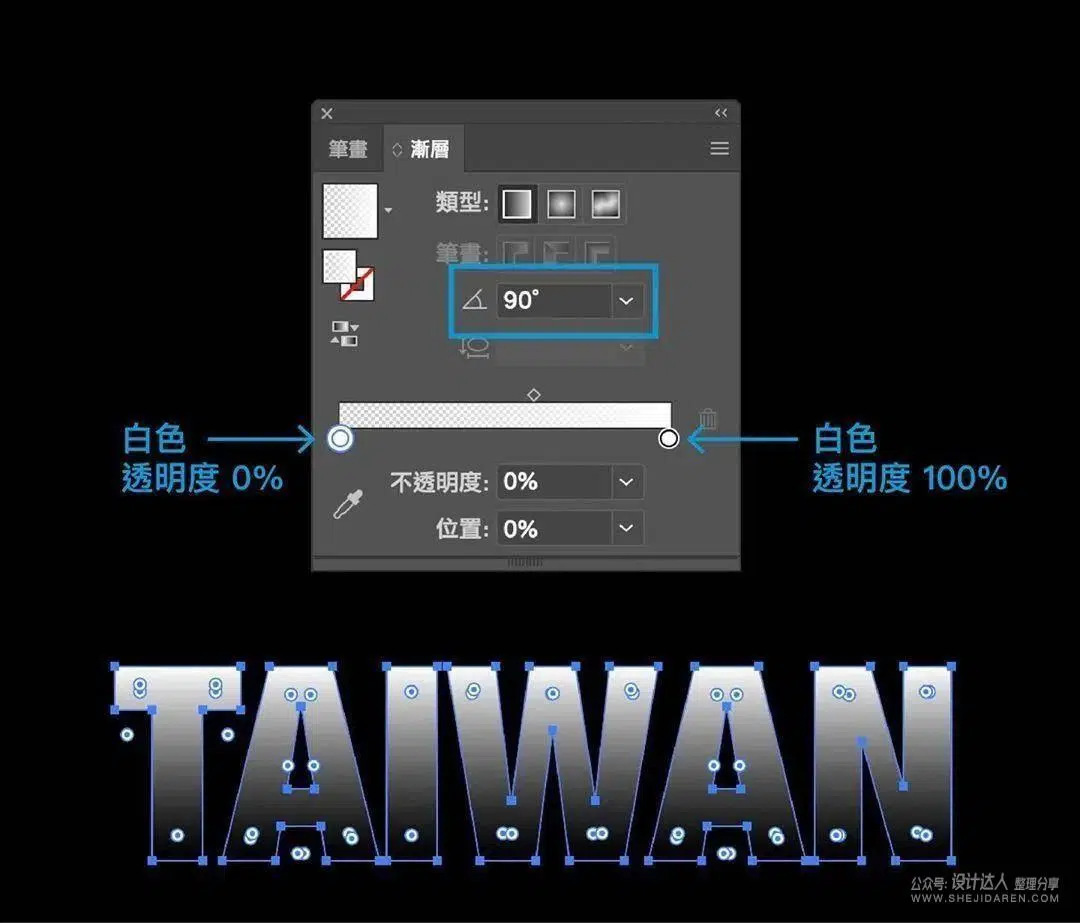 筆畫
漸層
類型:
筆畫:
90°
白色
透明度 0%
白色
透明度 100%
不透明度: 0%
位置: 0%
TAIWAN
公众号: 设计达人 整理分享
WWW.SHEJIDAREN.COM